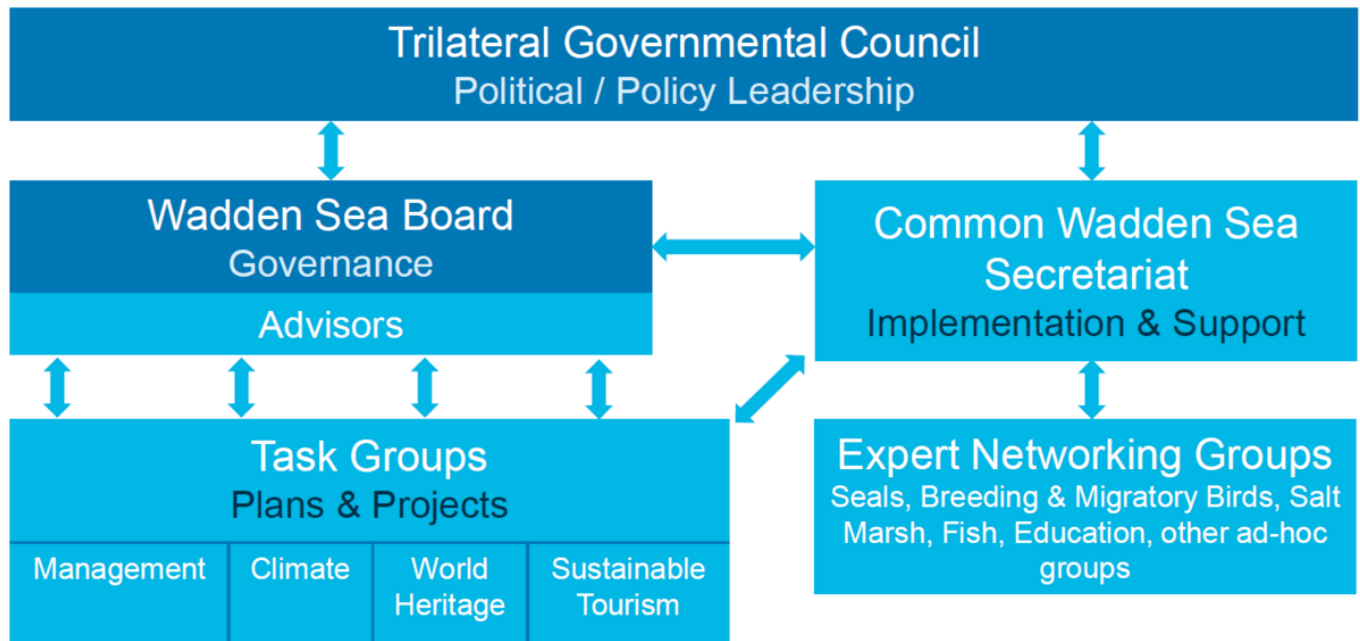 Trilateral Governmental Council
Political / Policy Leadership
Wadden Sea Board
Governance
Advisors
Common Wadden Sea
Secretariat
Implementation & Support
Task Groups
Plans & Projects
Management
Climate
World
Heritage
Sustainable
Tourism
Expert Networking Groups
Seals, Breeding & Migratory Birds, Salt
Marsh, Fish, Education, other ad-hoc
groups